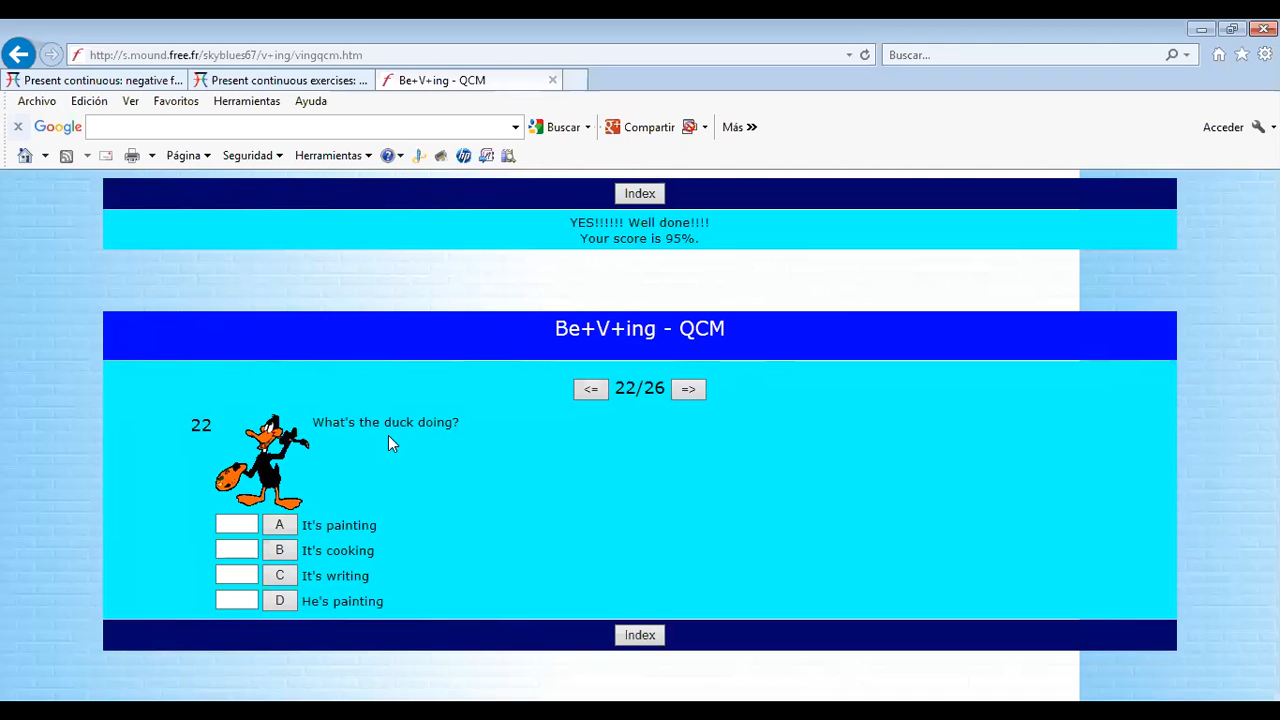 http://s.mound.free.fr/skyblues67/v+ing/vingqcm.htm
Buscar...
Present continuous: negative f...
Present continuous exercises: ...
Be+V+ing - QCM
Archivo Edición Ver Favoritos Herramientas Ayuda
Google Buscar Compartir Más Acceder
Página Seguridad Herramientas
Index
YES!!!!!! Well done!!!!
Your score is 95%.
Be+V+ing - QCM
<= 22/26 =>
22 What's the duck doing?
A It's painting
B It's cooking
C It's writing
D He's painting
Index